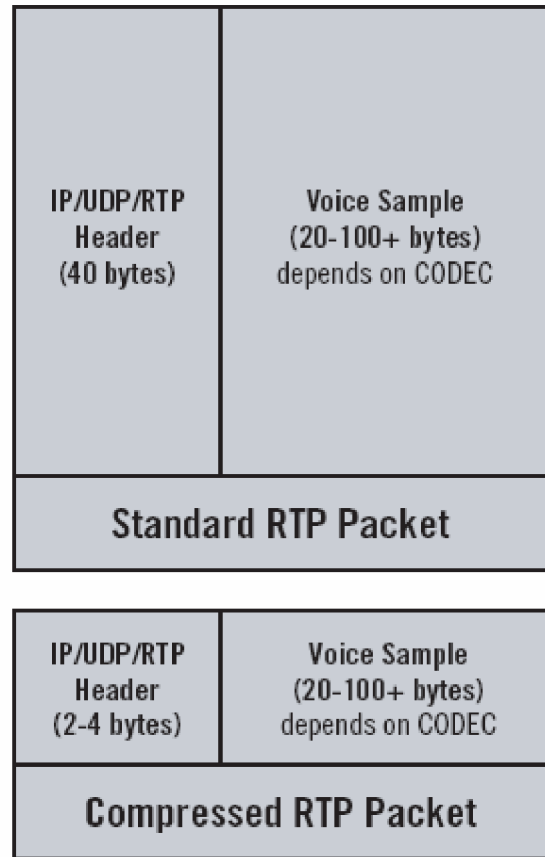 IP/UDP/RTP
Header
(40 bytes)
Voice Sample
(20-100+ bytes)
depends on CODEC
Standard RTP Packet
IP/UDP/RTP
Header
(2-4 bytes)
Voice Sample
(20-100+ bytes)
depends on CODEC
Compressed RTP Packet